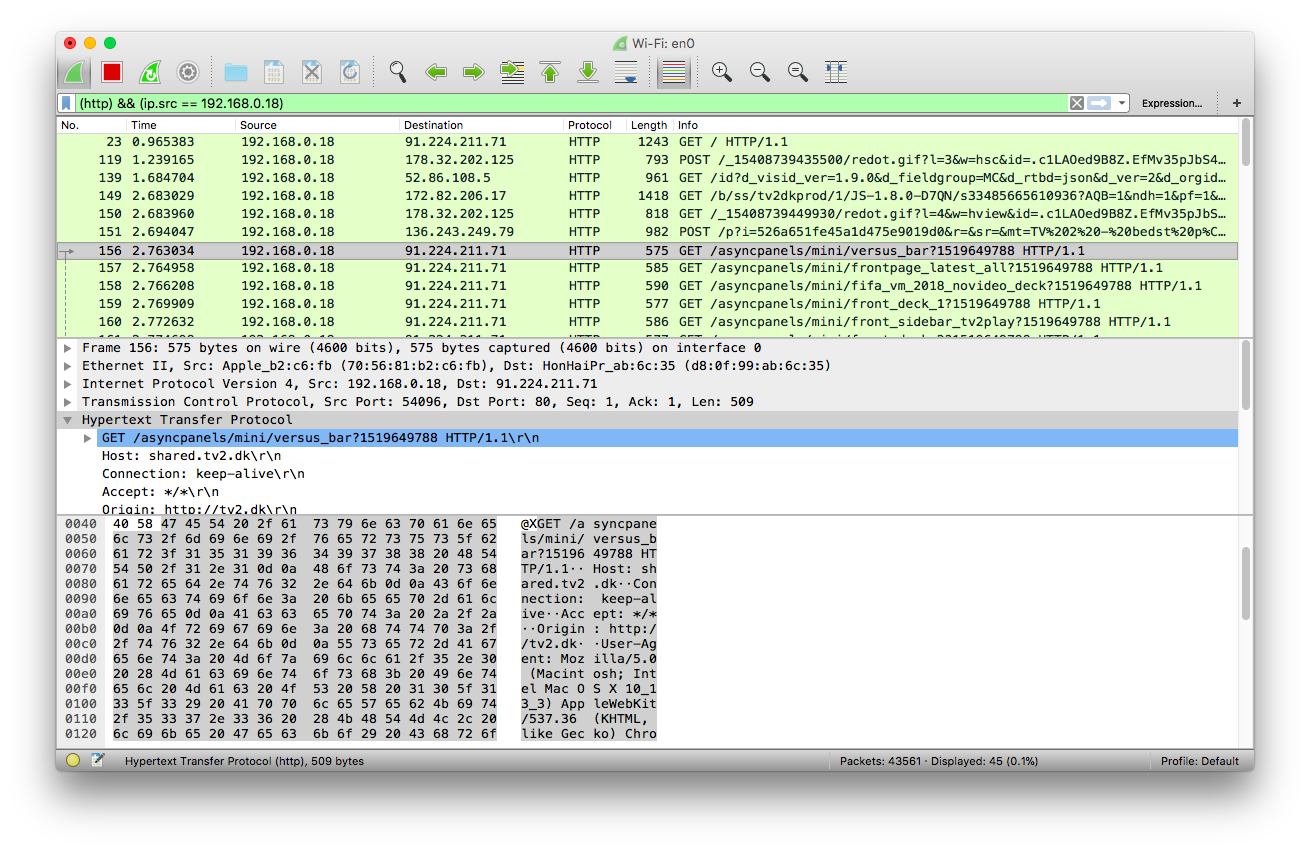 Wi-Fi: en0
(http) && (ip.src == 192.168.0.18) Expression... +
No. Time Source Destination Protocol Length Info
23 0.965383 192.168.0.18 91.224.211.71 HTTP 1243 GET / HTTP/1.1
119 1.239165 192.168.0.18 178.32.202.125 HTTP 793 POST /_15408739435500/redot.gif?l=3&w=hsc&id=.c1LAOed9B8Z.EfMv35pJbS4…
139 1.684704 192.168.0.18 52.86.108.5 HTTP 961 GET /id?d_visid_ver=1.9.0&d_fieldgroup=MC&d_rtbd=json&d_ver=2&d_orgid…
149 2.683029 192.168.0.18 172.82.206.17 HTTP 1418 GET /b/ss/tv2dkprod/1/JS-1.8.0-D7QN/s33485665610936?AQB=1&ndh=1&pf=1&…
150 2.683960 192.168.0.18 178.32.202.125 HTTP 818 GET /_15408739449930/redot.gif?l=4&w=hview&id=.c1LAOed9B8Z.EfMv35pJbS…
151 2.694047 192.168.0.18 136.243.249.79 HTTP 982 POST /p?i=526a651fe45a1d475e9019d0&r=&sr=&mt=TV%202%20-%20bedst%20p%C…
156 2.763034 192.168.0.18 91.224.211.71 HTTP 575 GET /asyncpanels/mini/versus_bar?1519649788 HTTP/1.1
157 2.764958 192.168.0.18 91.224.211.71 HTTP 585 GET /asyncpanels/mini/frontpage_latest_all?1519649788 HTTP/1.1
158 2.766208 192.168.0.18 91.224.211.71 HTTP 590 GET /asyncpanels/mini/fifa_vm_2018_novideo_deck?1519649788 HTTP/1.1
159 2.769909 192.168.0.18 91.224.211.71 HTTP 577 GET /asyncpanels/mini/front_deck_1?1519649788 HTTP/1.1
160 2.772632 192.168.0.18 91.224.211.71 HTTP 586 GET /asyncpanels/mini/front_sidebar_tv2play?1519649788 HTTP/1.1
Frame 156: 575 bytes on wire (4600 bits), 575 bytes captured (4600 bits) on interface 0
Ethernet II, Src: Apple_b2:c6:fb (70:56:81:b2:c6:fb), Dst: HonHaiPr_ab:6c:35 (d8:0f:99:ab:6c:35)
Internet Protocol Version 4, Src: 192.168.0.18, Dst: 91.224.211.71
Transmission Control Protocol, Src Port: 54096, Dst Port: 80, Seq: 1, Ack: 1, Len: 509
Hypertext Transfer Protocol
GET /asyncpanels/mini/versus_bar?1519649788 HTTP/1.1\r\n
Host: shared.tv2.dk\r\n
Connection: keep-alive\r\n
Accept: */*\r\n
Origin: http://tv2.dk\r\n
0040 40 58 47 45 54 20 2f 61 73 79 6e 63 70 61 6e 65 @XGET /a syncpane
0050 6c 73 2f 6d 69 6e 69 2f 76 65 72 73 75 73 5f 62 ls/mini/ versus_b
0060 61 72 3f 31 35 31 39 36 34 39 37 38 38 20 48 54 ar?15196 49788 HT
0070 54 50 2f 31 2e 31 0d 0a 48 6f 73 74 3a 20 73 68 TP/1.1·· Host: sh
0080 61 72 65 64 2e 74 76 32 2e 64 6b 0d 0a 43 6f 6e ared.tv2 .dk··Con
0090 6e 65 63 74 69 6f 6e 3a 20 6b 65 65 70 2d 61 6c nection: keep-al
00a0 69 76 65 0d 0a 41 63 63 65 70 74 3a 20 2a 2f 2a ive··Acc ept: */*
00b0 0d 0a 4f 72 69 67 69 6e 3a 20 68 74 74 70 3a 2f ··Origin : http:/
00c0 2f 74 76 32 2e 64 6b 0d 0a 55 73 65 72 2d 41 67 /tv2.dk· ·User-Ag
00d0 65 6e 74 3a 20 4d 6f 7a 69 6c 6c 61 2f 35 2e 30 ent: Moz illa/5.0
00e0 20 28 4d 61 63 69 6e 74 6f 73 68 3b 20 49 6e 74 (Macint osh; Int
00f0 65 6c 20 4d 61 63 20 4f 53 20 58 20 31 30 5f 31 el Mac O S X 10_1
0100 33 5f 33 29 20 41 70 70 6c 65 57 65 62 4b 69 74 3_3) App leWebKit
0110 2f 35 33 37 2e 33 36 20 28 4b 48 54 4d 4c 2c 20 /537.36 (KHTML,
0120 6c 69 6b 65 20 47 65 63 6b 6f 29 20 43 68 72 6f like Gec ko) Chro
Hypertext Transfer Protocol (http), 509 bytes Packets: 43561 · Displayed: 45 (0.1%) Profile: Default